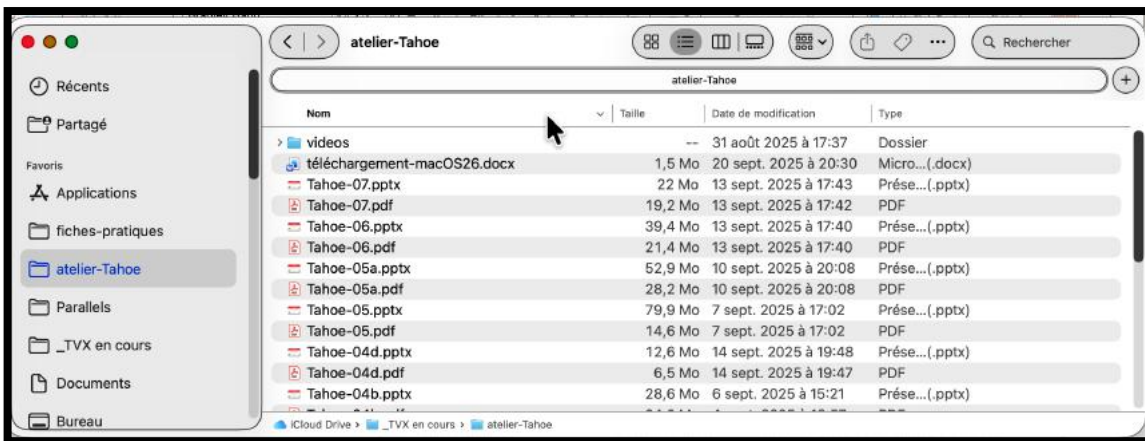 atelier-Tahoe
Rechercher
Récents
Partagé
Favoris
Applications
fiches-pratiques
atelier-Tahoe
Parallels
_TVX en cours
Documents
Bureau
atelier-Tahoe
Nom Taille Date de modification Type
videos -- 31 août 2025 à 17:37 Dossier
téléchargement-macOS26.docx 1,5 Mo 20 sept. 2025 à 20:30 Micro...(.docx)
Tahoe-07.pptx 22 Mo 13 sept. 2025 à 17:43 Prése...(.pptx)
Tahoe-07.pdf 19,2 Mo 13 sept. 2025 à 17:42 PDF
Tahoe-06.pptx 39,4 Mo 13 sept. 2025 à 17:40 Prése...(.pptx)
Tahoe-06.pdf 21,4 Mo 13 sept. 2025 à 17:40 PDF
Tahoe-05a.pptx 52,9 Mo 10 sept. 2025 à 20:08 Prése...(.pptx)
Tahoe-05a.pdf 28,2 Mo 10 sept. 2025 à 20:08 PDF
Tahoe-05.pptx 79,9 Mo 7 sept. 2025 à 17:02 Prése...(.pptx)
Tahoe-05.pdf 14,6 Mo 7 sept. 2025 à 17:02 PDF
Tahoe-04d.pptx 12,6 Mo 14 sept. 2025 à 19:48 Prése...(.pptx)
Tahoe-04d.pdf 6,5 Mo 14 sept. 2025 à 19:47 PDF
Tahoe-04b.pptx 28,6 Mo 6 sept. 2025 à 15:21 Prése...(.pptx)
iCloud Drive › _TVX en cours › atelier-Tahoe